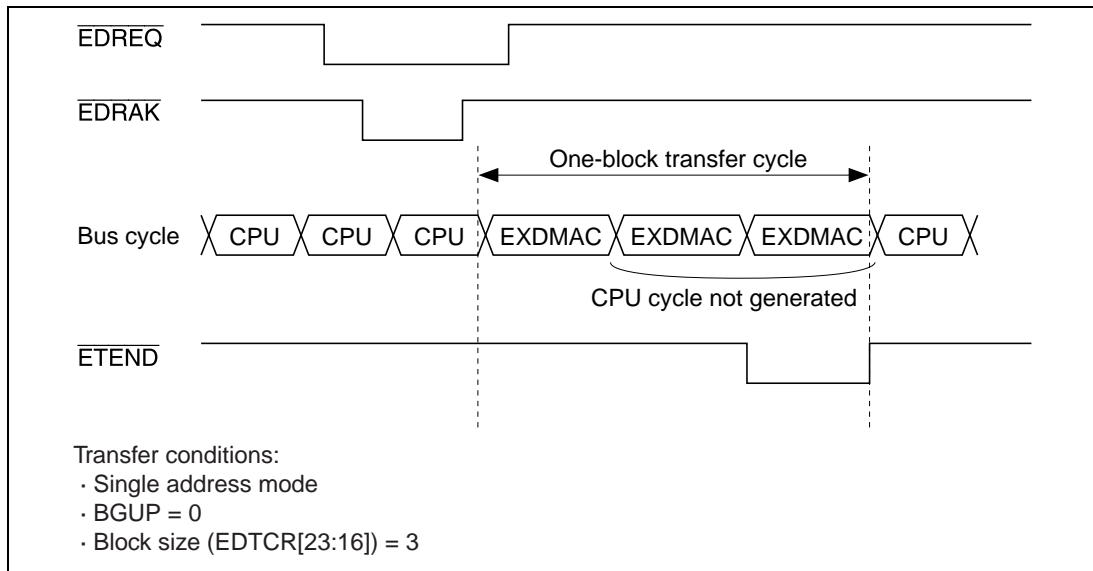 EDREQ
EDRAK
One-block transfer cycle
Bus cycle CPU CPU CPU EXDMAC EXDMAC EXDMAC CPU
CPU cycle not generated
ETEND
Transfer conditions:
· Single address mode
· BGUP = 0
· Block size (EDTCR[23:16]) = 3